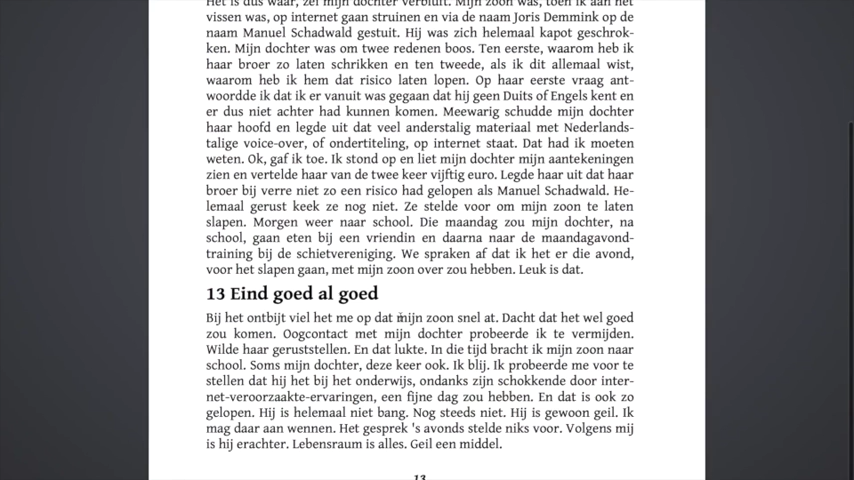 Het is dus waar, zei mijn dochter verbluft. Mijn zoon was, toen ik aan het
vissen was, op internet gaan struinen en via de naam Joris Demmink op de
naam Manuel Schadwald gestuit. Hij was zich helemaal kapot geschrok-
ken. Mijn dochter was om twee redenen boos. Ten eerste, waarom heb ik
haar broer zo laten schrikken en ten tweede, als ik dit allemaal wist,
waarom heb ik hem dat risico laten lopen. Op haar eerste vraag ant-
woordde ik dat ik er vanuit was gegaan dat hij geen Duits of Engels kent en
er dus niet achter had kunnen komen. Meewarig schudde mijn dochter
haar hoofd en legde uit dat veel anderstalig materiaal met Nederlands-
talige voice-over, of ondertiteling, op internet staat. Dat had ik moeten
weten. Ok, gaf ik toe. Ik stond op en liet mijn dochter mijn aantekeningen
zien en vertelde haar van de twee keer vijftig euro. Legde haar uit dat haar
broer bij verre niet zo een risico had gelopen als Manuel Schadwald. He-
lemaal gerust keek ze nog niet. Ze stelde voor om mijn zoon te laten
slapen. Morgen weer naar school. Die maandag zou mijn dochter, na
school, gaan eten bij een vriendin en daarna naar de maandagavond-
training bij de schietvereniging. We spraken af dat ik het er die avond,
voor het slapen gaan, met mijn zoon over zou hebben. Leuk is dat.
13 Eind goed al goed
Bij het ontbijt viel het me op dat mijn zoon snel at. Dacht dat het wel goed
zou komen. Oogcontact met mijn dochter probeerde ik te vermijden.
Wilde haar geruststellen. En dat lukte. In die tijd bracht ik mijn zoon naar
school. Soms mijn dochter, deze keer ook. Ik blij. Ik probeerde me voor te
stellen dat hij het bij het onderwijs, ondanks zijn schokkende door inter-
net-veroorzaakte-ervaringen, een fijne dag zou hebben. En dat is ook zo
gelopen. Hij is helemaal niet bang. Nog steeds niet. Hij is gewoon geil. Ik
mag daar aan wennen. Het gesprek 's avonds stelde niks voor. Volgens mij
is hij erachter. Lebensraum is alles. Geil een middel.
13